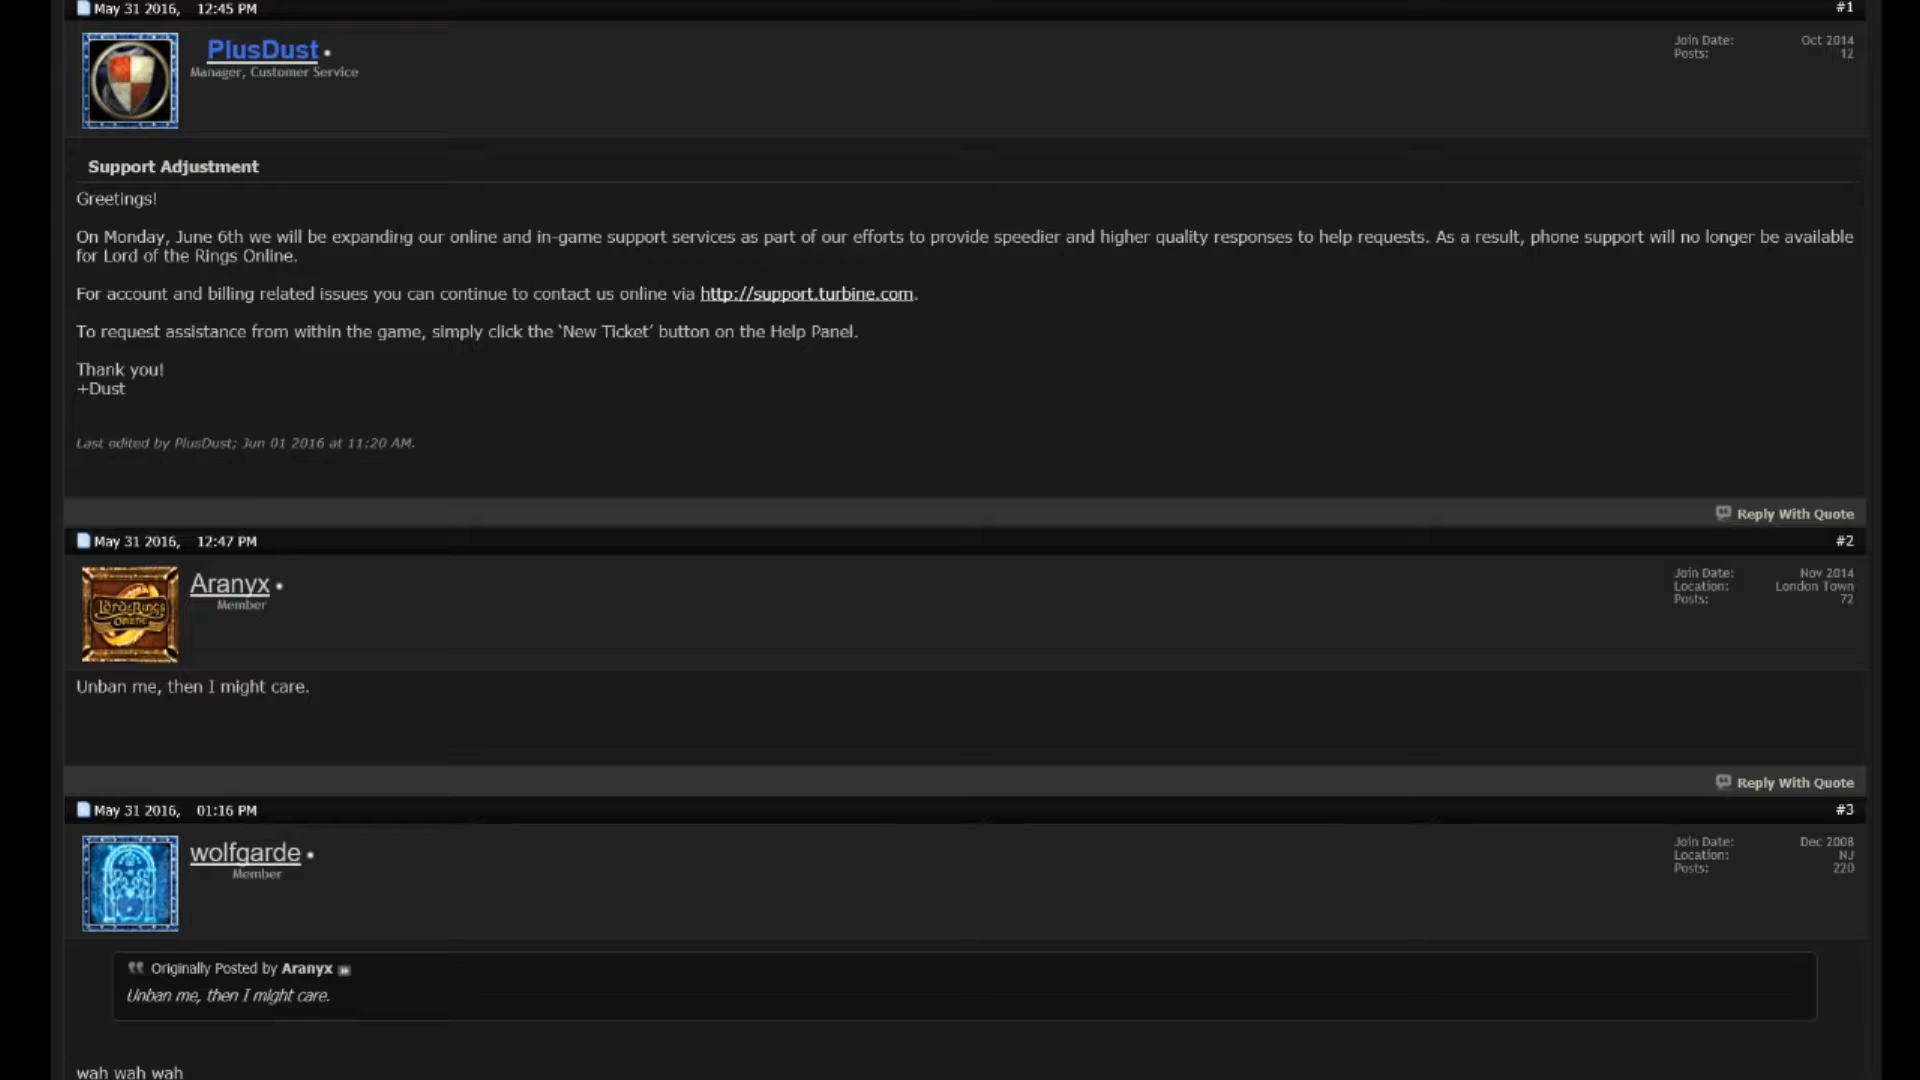 May 31 2016, 12:45 PM #1
PlusDust
Manager, Customer Service
Join Date: Oct 2014
Posts: 12
Support Adjustment
Greetings!
On Monday, June 6th we will be expanding our online and in-game support services as part of our efforts to provide speedier and higher quality responses to help requests. As a result, phone support will no longer be available
for Lord of the Rings Online.
For account and billing related issues you can continue to contact us online via http://support.turbine.com.
To request assistance from within the game, simply click the `New Ticket´ button on the Help Panel.
Thank you!
+Dust
Last edited by PlusDust; Jun 01 2016 at 11:20 AM.
Reply With Quote
May 31 2016, 12:47 PM #2
Aranyx
Member
Join Date: Nov 2014
Location: London Town
Posts: 72
Lord of the Rings
Online
Unban me, then I might care.
Reply With Quote
May 31 2016, 01:16 PM #3
wolfgarde
Member
Join Date: Dec 2008
Location: NJ
Posts: 220
Originally Posted by Aranyx
Unban me, then I might care.
wah wah wah